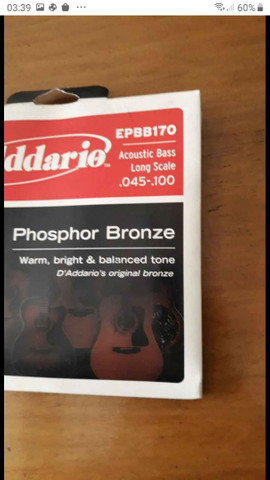 03:39
60%
EPBB170
ddario
Acoustic Bass
Long Scale
.045-.100
Phosphor Bronze
Warm, bright & balanced tone
D'Addario's original bronze